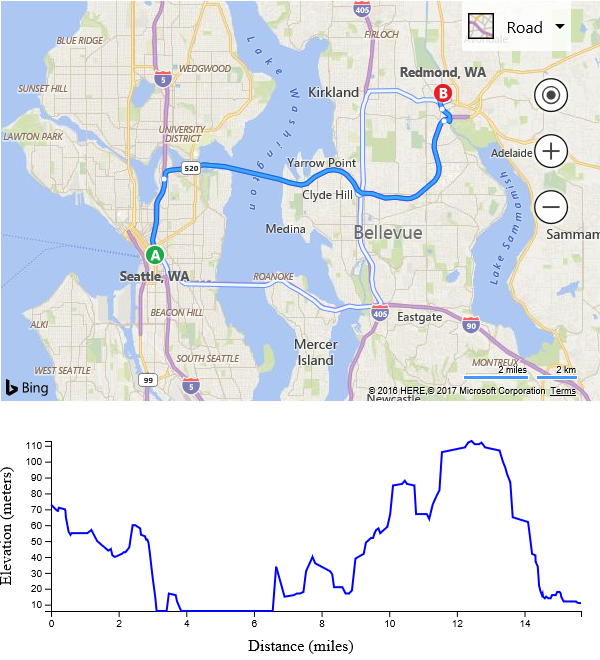 FIRLOCH
405
Road
BLUE RIDGE
Lake Washington
WEDGWOOD
5
Redmond, WA
SUNSET HILL
Kirkland
B
UNIVERSITY
DISTRICT
LAWTON PARK
520
Yarrow Point
Adelaide
Clyde Hill
Lake Sammamish
Medina
Bellevue
Sammam
A
Seattle, WA
ROANOKE
BEACON HILL
405
Eastgate
90
ALKI
Mercer
Island
SOUTH SEATTLE
MONTREUX
WEST SEATTLE
2 miles 2 km
99
5
Bing
© 2016 HERE,© 2017 Microsoft Corporation Terms
Newcastle
110
100
90
80
70
60
50
40
30
20
10
Elevation (meters)
0 2 4 6 8 10 12 14
Distance (miles)